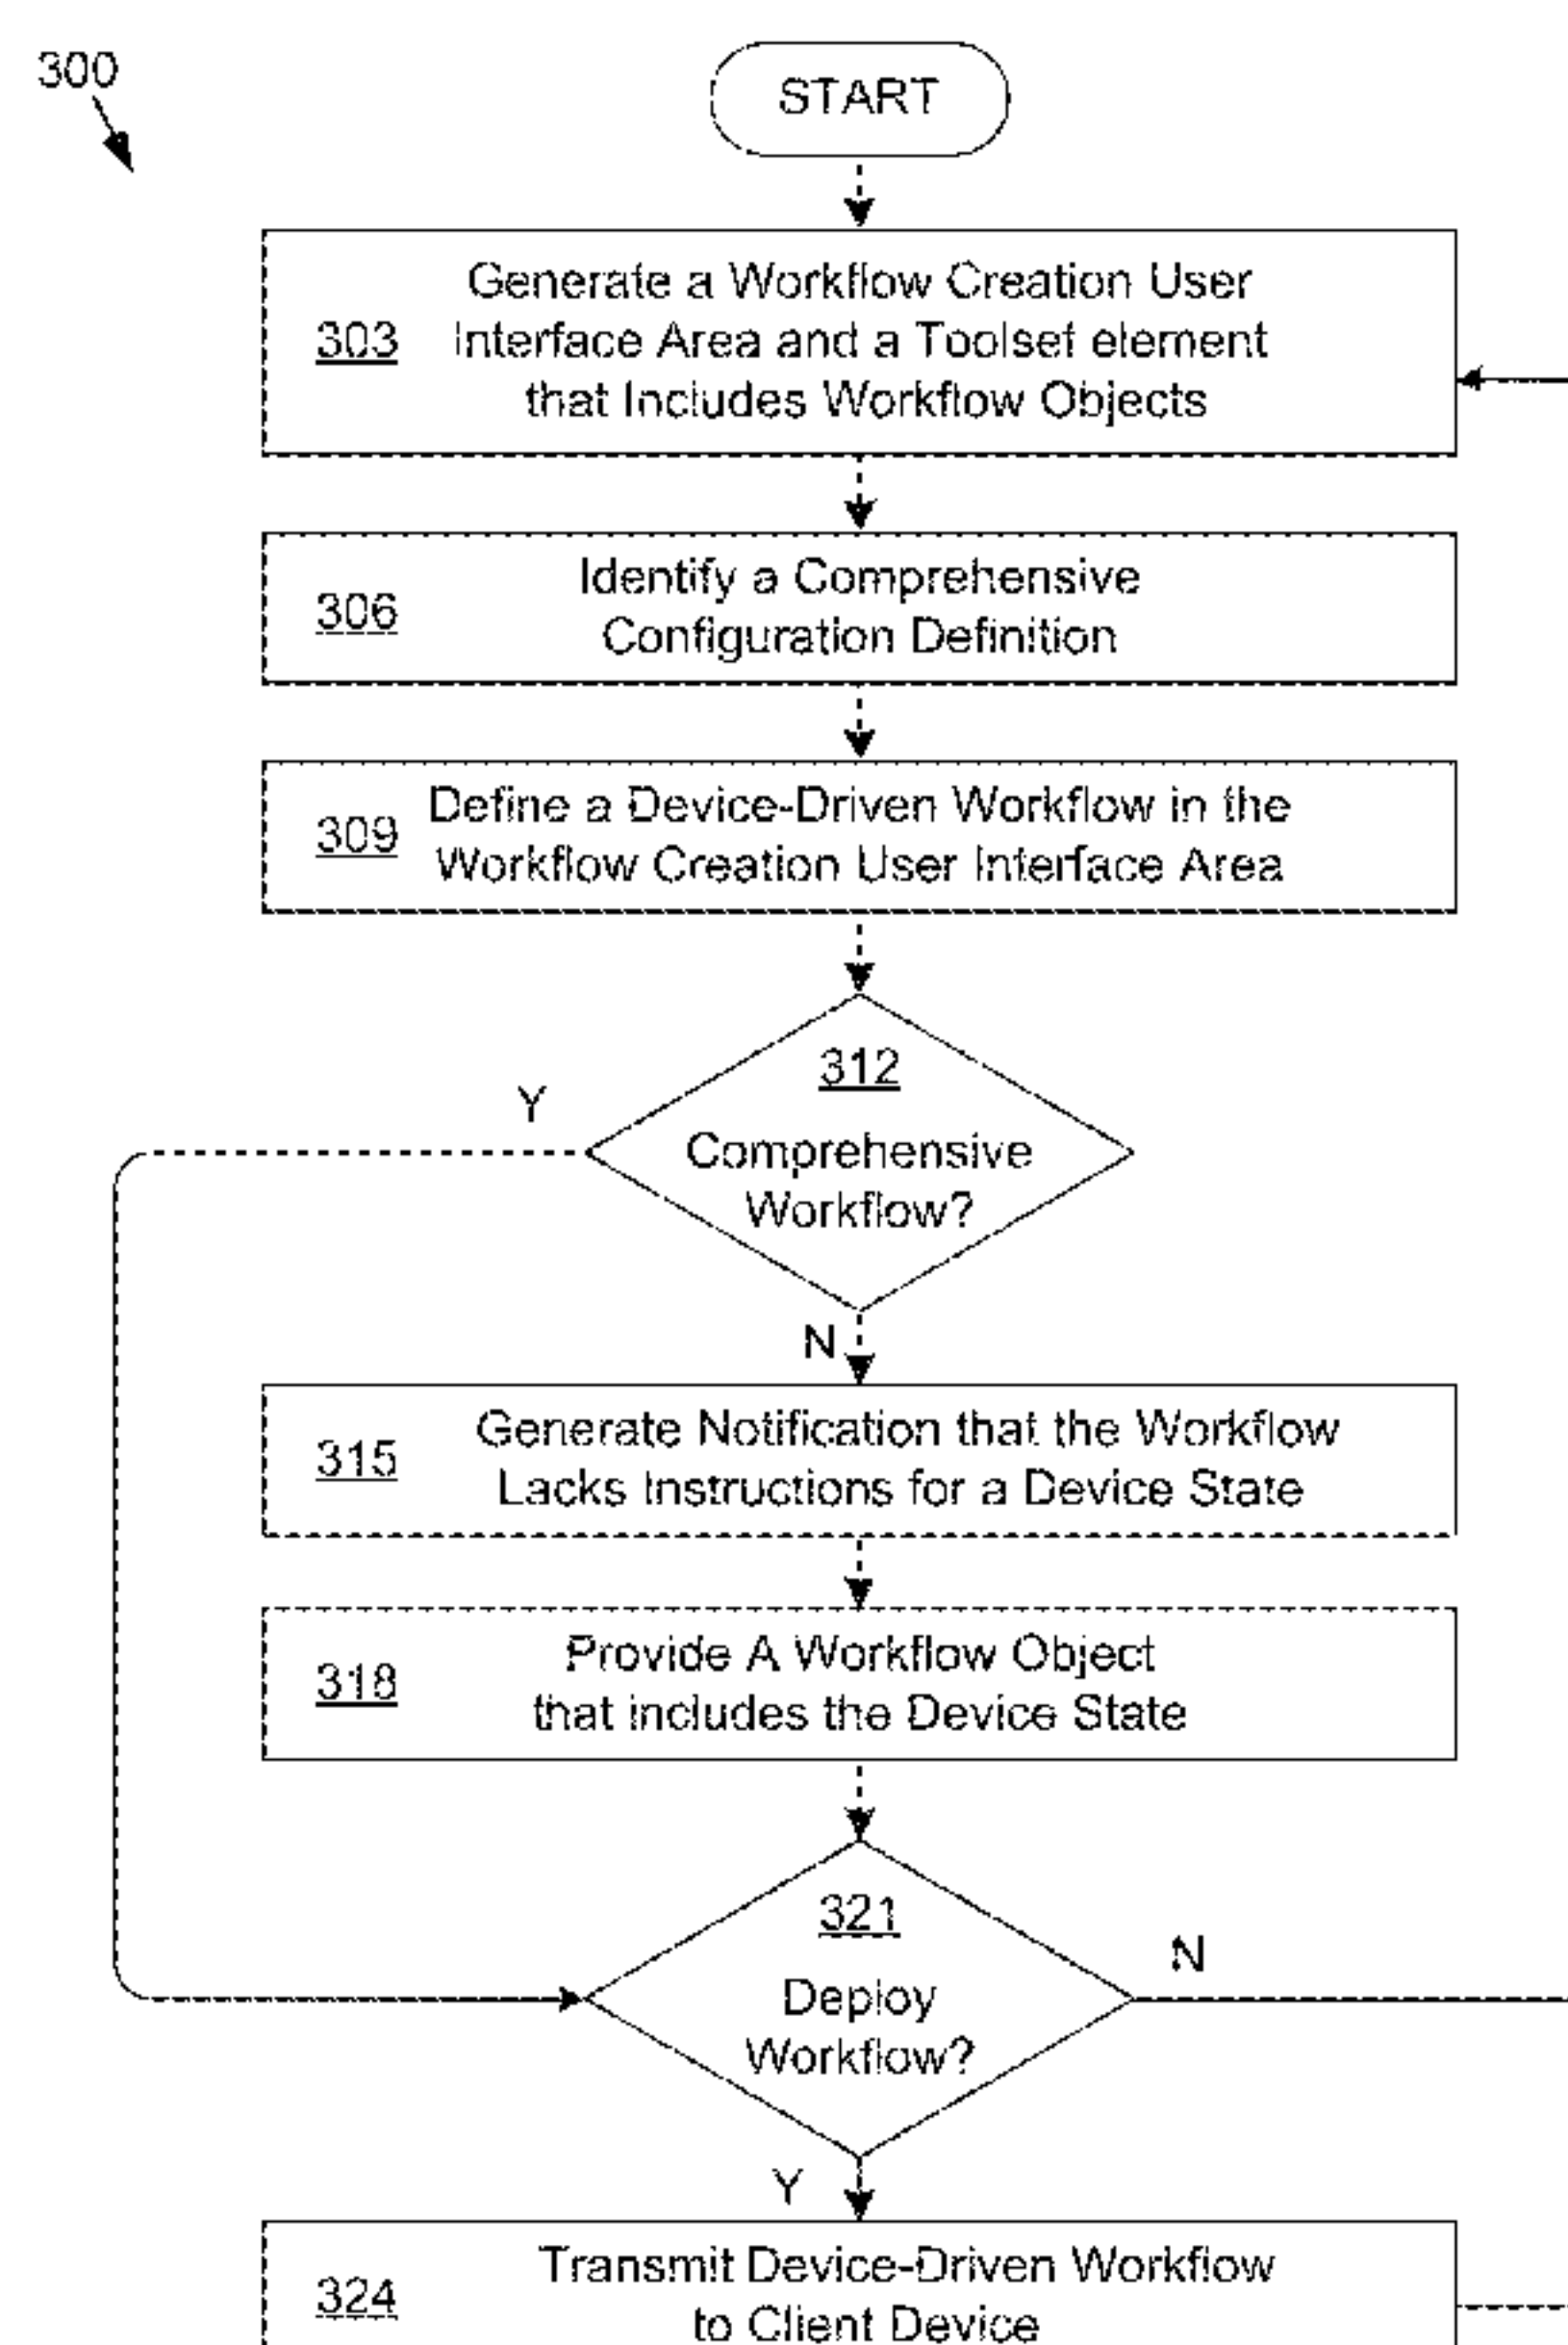 300
START
303
Generate a Workflow Creation User
Interface Area and a Toolset element
that Includes Workflow Objects
306
Identify a Comprehensive
Configuration Definition
309
Define a Device-Driven Workflow in the
Workflow Creation User Interface Area
312
Comprehensive
Workflow?
Y
N
315
Generate Notification that the Workflow
Lacks Instructions for a Device State
318
Provide A Workflow Object
that includes the Device State
321
Deploy
Workflow?
N
Y
324
Transmit Device-Driven Workflow
to Client Device